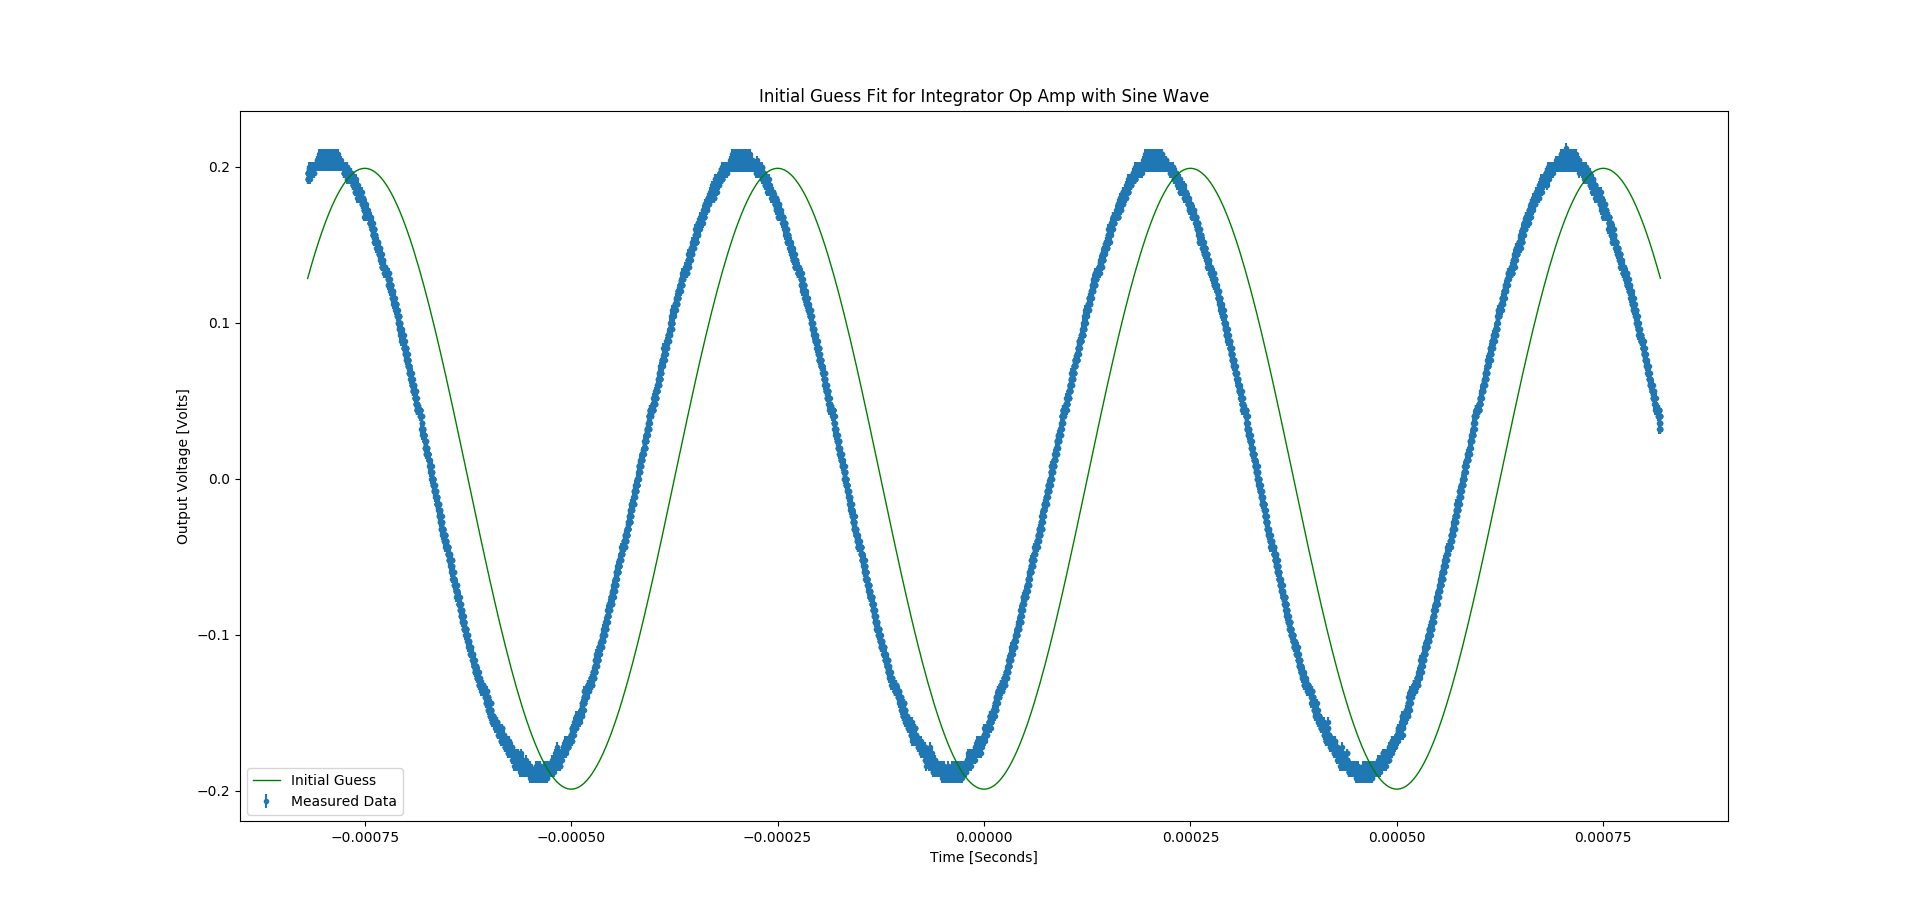 Initial Guess Fit for Integrator Op Amp with Sine Wave
Output Voltage [Volts]
0.2
0.1
0.0
−0.1
−0.2
Initial Guess
Measured Data
−0.00075 −0.00050 −0.00025 0.00000 0.00025 0.00050 0.00075
Time [Seconds]